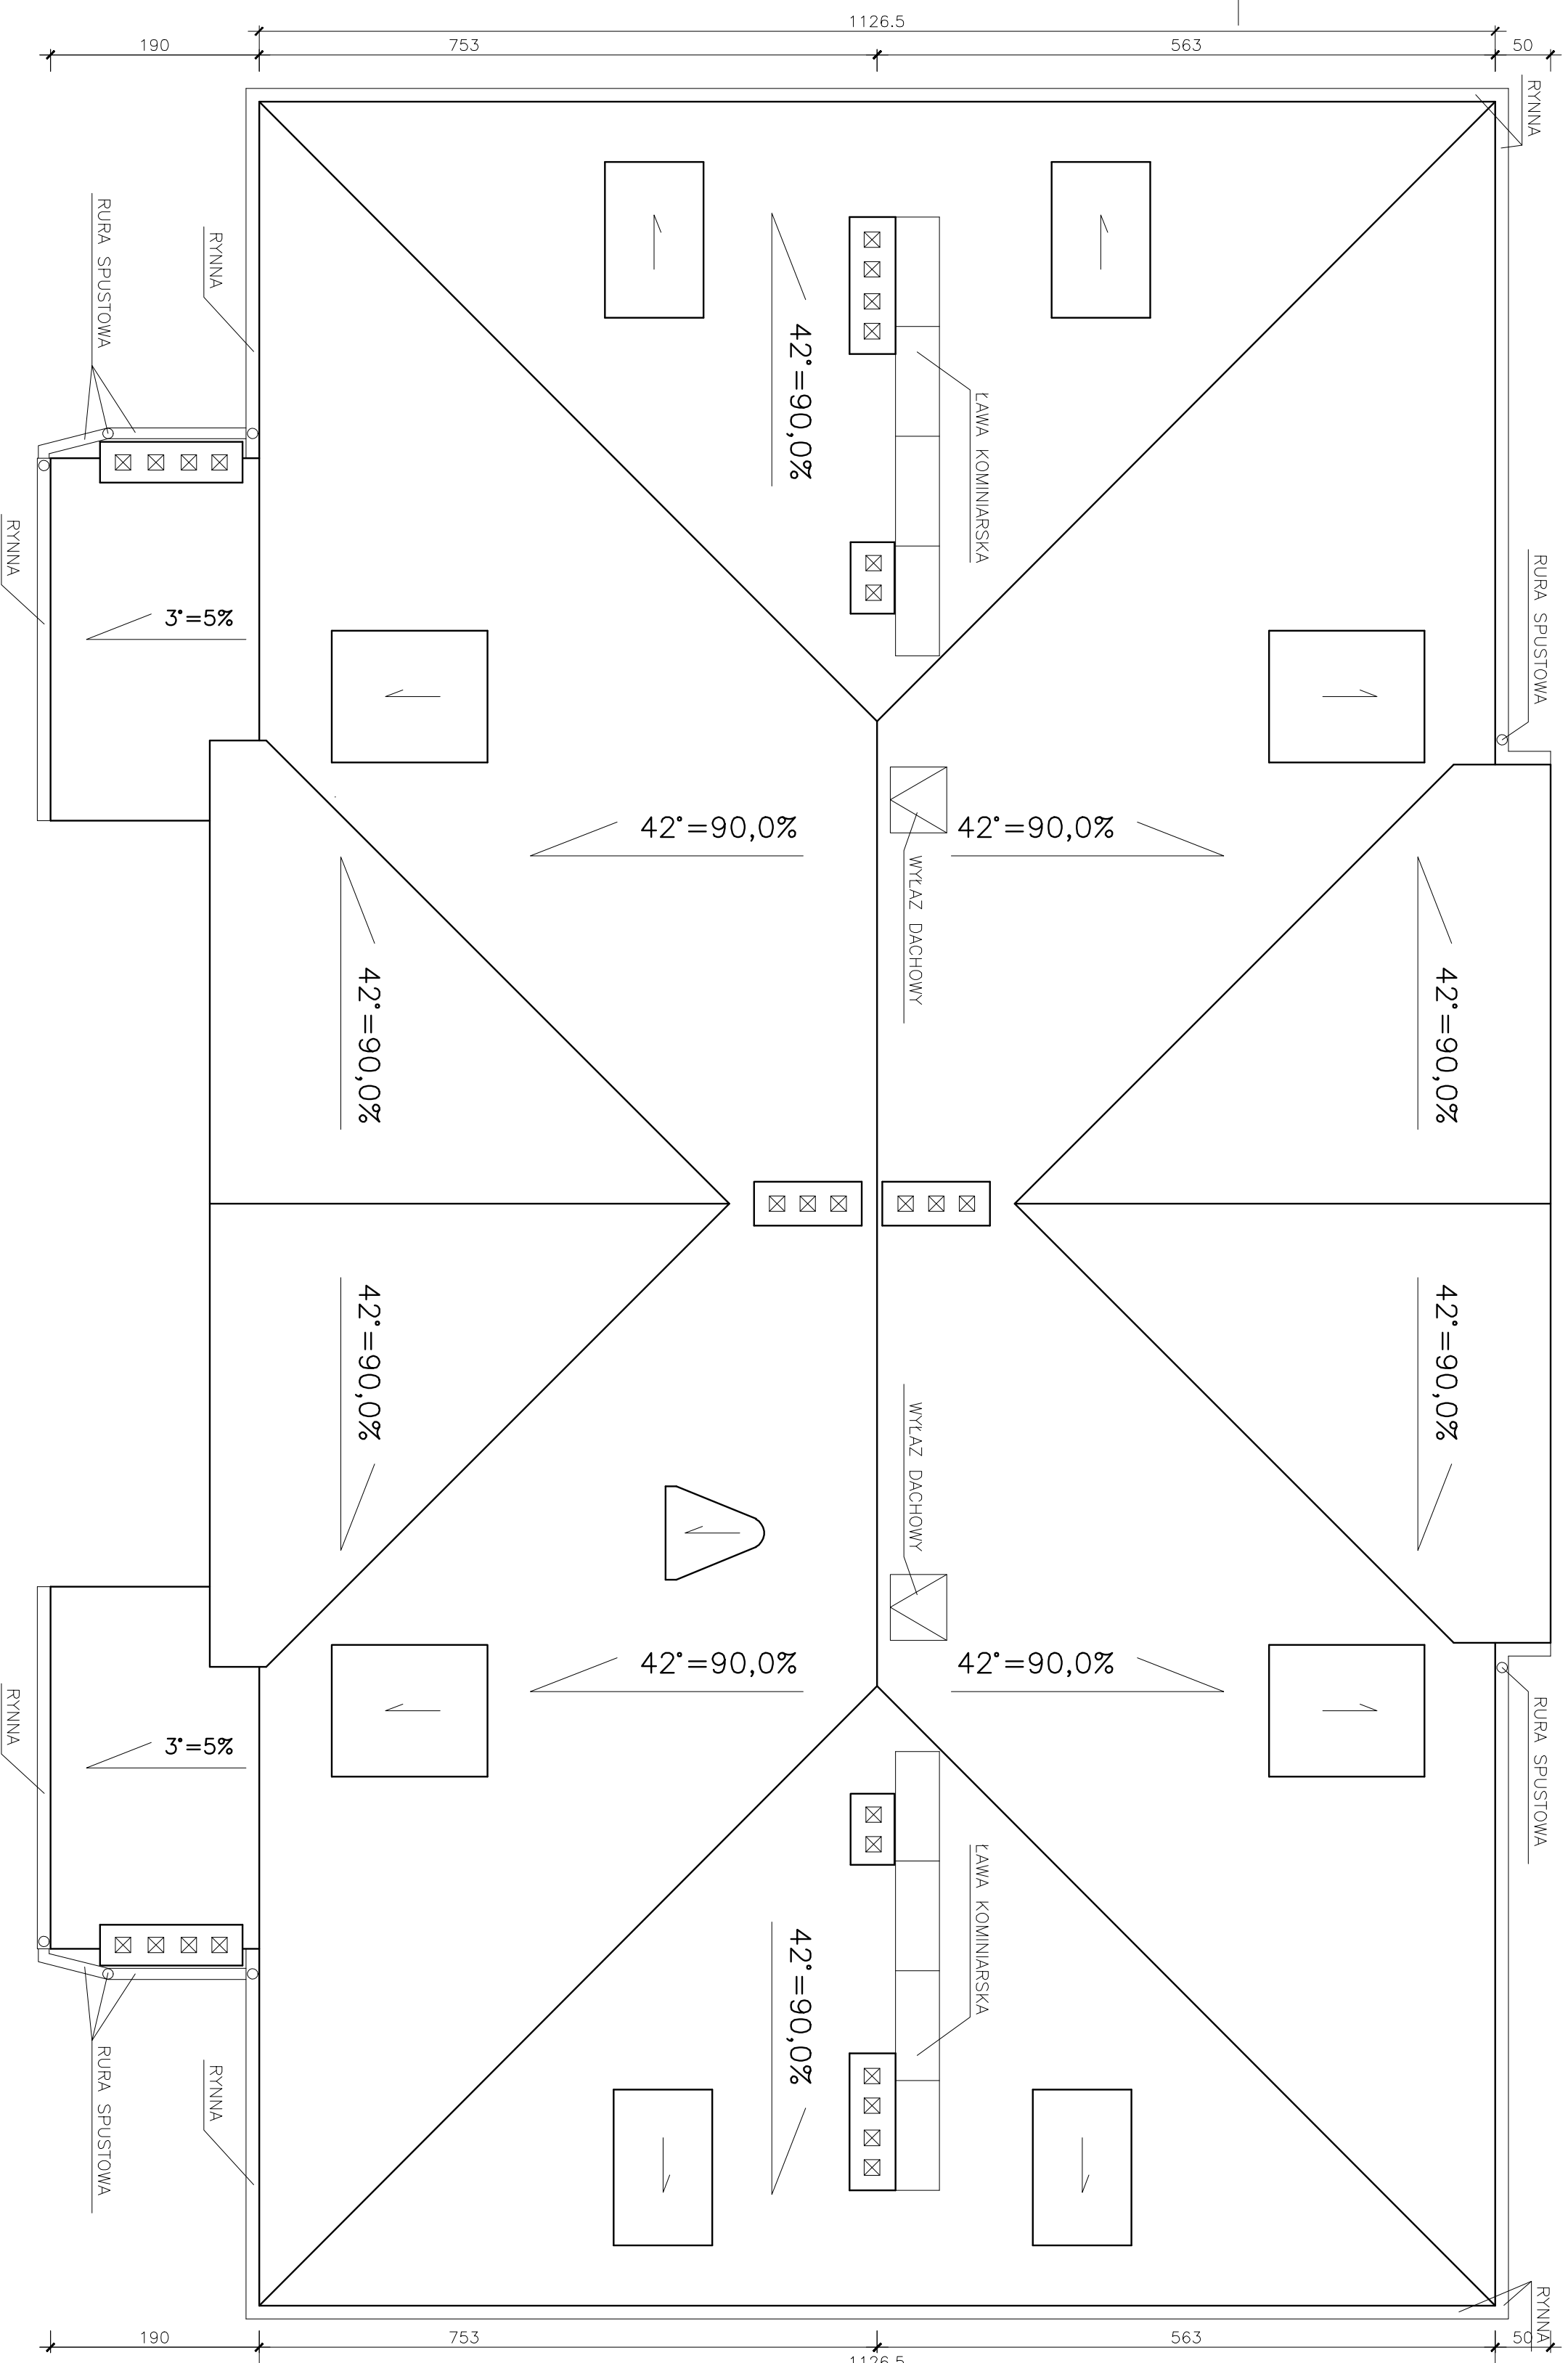 1126.5
190
753
563
50
RYNNA
RURA SPUSTOWA
RYNNA
42°=90,0%
ŁAWA KOMINIARSKA
RYNNA
RURA SPUSTOWA
3°=5%
42°=90,0%
42°=90,0%
WYŁAZ DACHOWY
42°=90,0%
42°=90,0%
42°=90,0%
42°=90,0%
WYŁAZ DACHOWY
42°=90,0%
42°=90,0%
RYNNA
RURA SPUSTOWA
3°=5%
ŁAWA KOMINIARSKA
42°=90,0%
RURA SPUSTOWA
RYNNA
RYNNA
190
753
563
50
1126.5